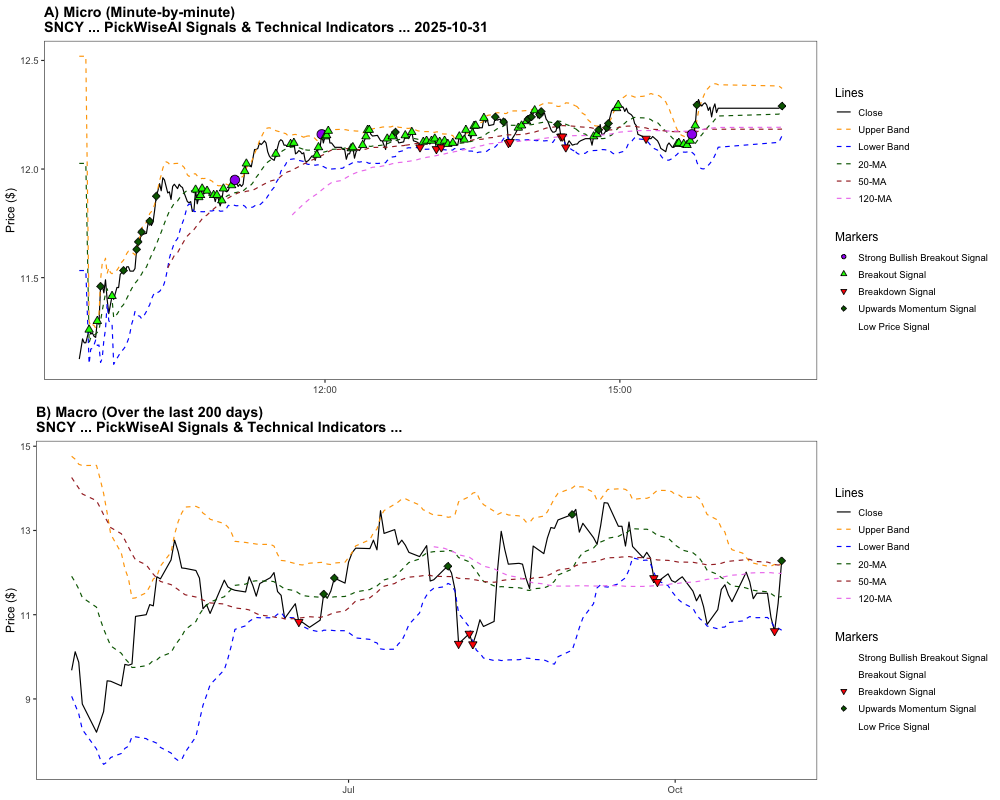 A) Micro (Minute-by-minute)
SNCY ... PickWiseAI Signals & Technical Indicators ... 2025-10-31
12.5
12.0
11.5
Price ($)
12:00
15:00
Lines
Close
Upper Band
Lower Band
20-MA
50-MA
120-MA
Markers
Strong Bullish Breakout Signal
Breakout Signal
Breakdown Signal
Upwards Momentum Signal
Low Price Signal
B) Macro (Over the last 200 days)
SNCY ... PickWiseAI Signals & Technical Indicators ...
15
13
11
9
Price ($)
Jul
Oct
Lines
Close
Upper Band
Lower Band
20-MA
50-MA
120-MA
Markers
Strong Bullish Breakout Signal
Breakout Signal
Breakdown Signal
Upwards Momentum Signal
Low Price Signal